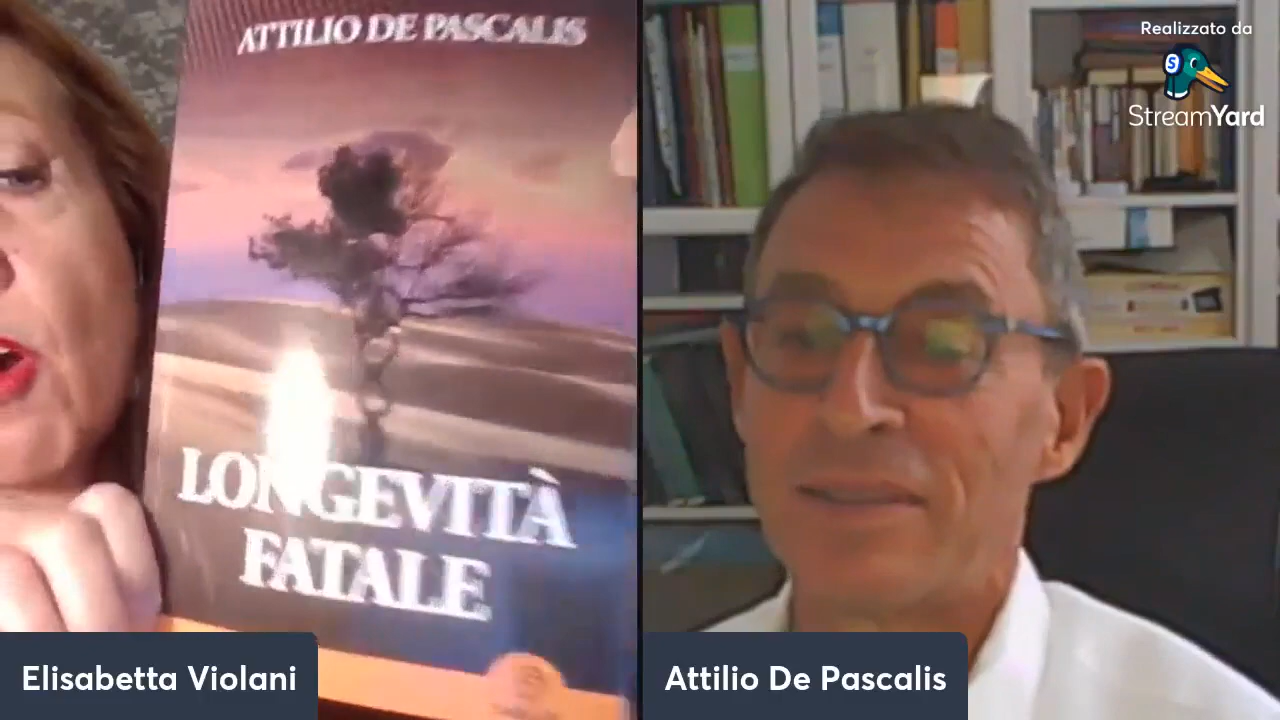 ATTILIO DE PASCALIS
LONGEVITÀ
FATALE
Realizzato da
StreamYard
Elisabetta Violani
Attilio De Pascalis